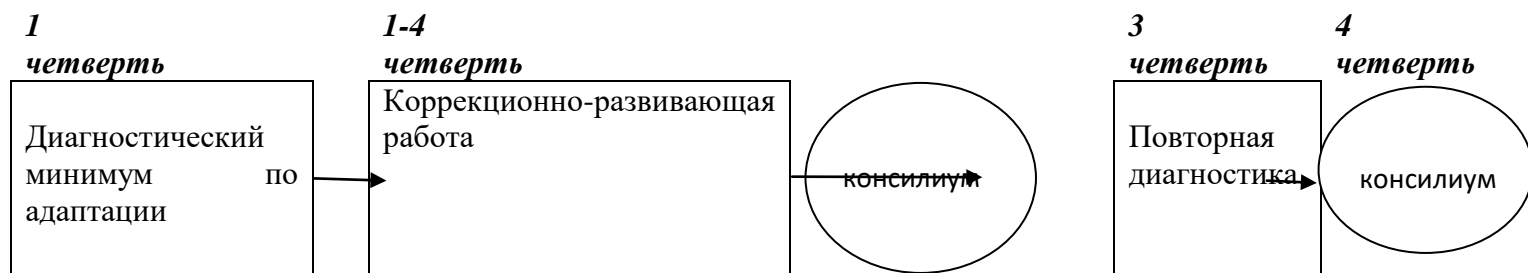 1
четверть
1-4
четверть
3
четверть
4
четверть
Диагностический
минимум по
адаптации
Коррекционно-развивающая
работа
консилиум
Повторная
диагностика
консилиум